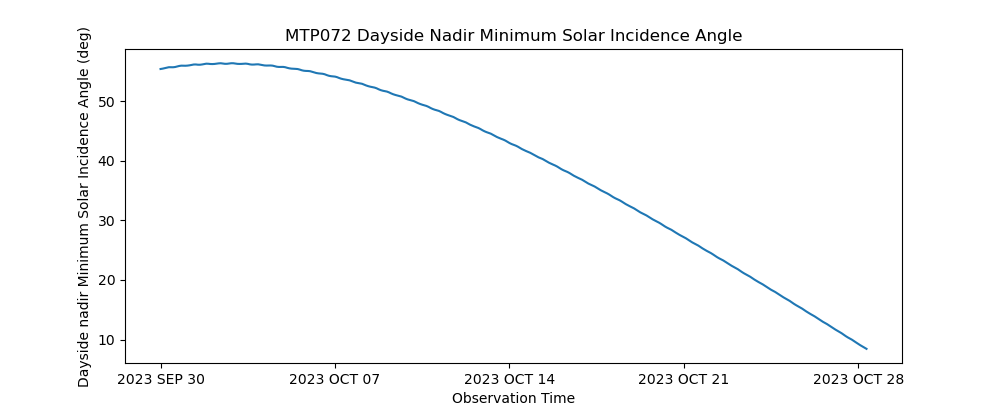 MTP072 Dayside Nadir Minimum Solar Incidence Angle
Dayside nadir Minimum Solar Incidence Angle (deg)
50
40
30
20
10
2023 SEP 30
2023 OCT 07
2023 OCT 14
2023 OCT 21
2023 OCT 28
Observation Time